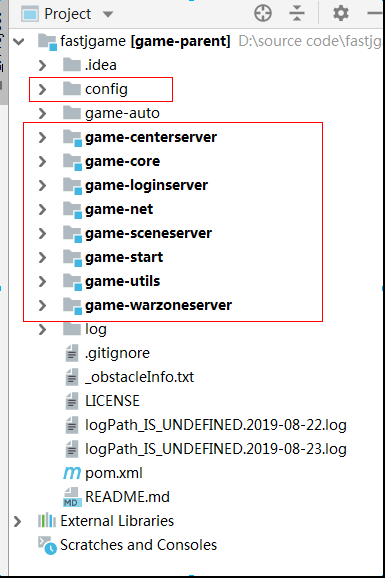 Project
fastjgame [game-parent] D:\source code\fastjg
.idea
config
game-auto
game-centerserver
game-core
game-loginserver
game-net
game-sceneserver
game-start
game-utils
game-warzoneserver
log
.gitignore
_obstacleInfo.txt
LICENSE
logPath_IS_UNDEFINED.2019-08-22.log
logPath_IS_UNDEFINED.2019-08-23.log
m pom.xml
MD README.md
External Libraries
Scratches and Consoles